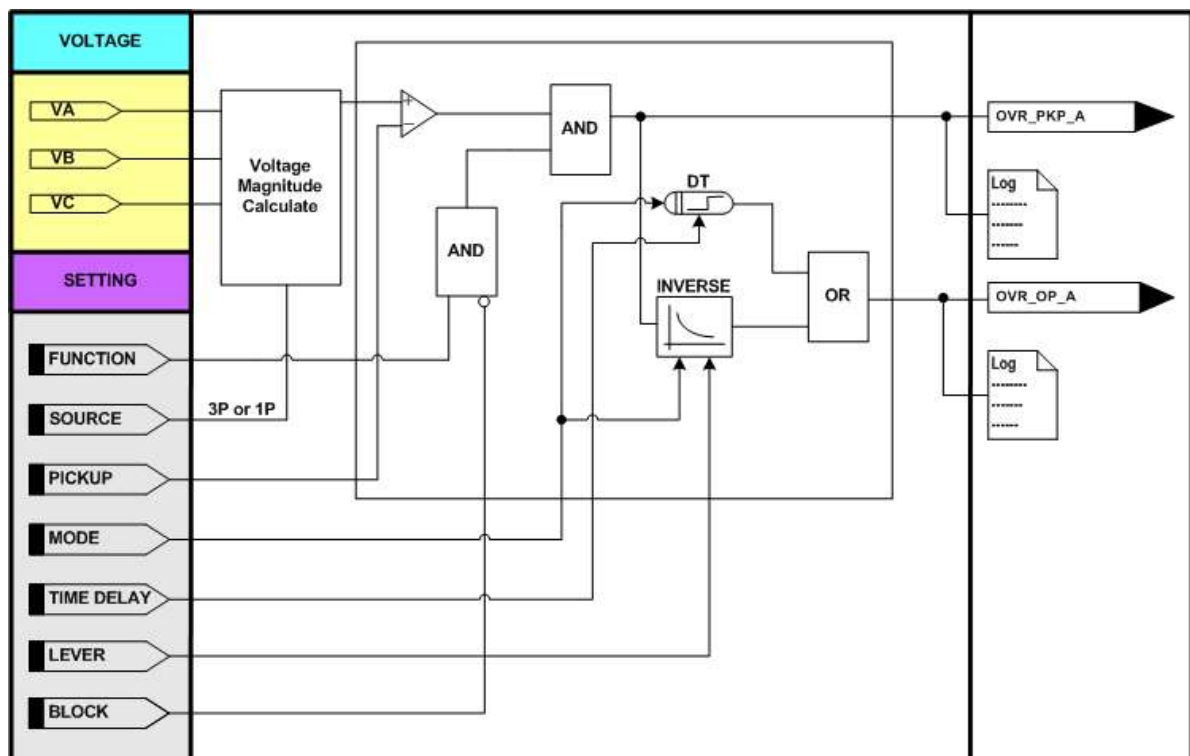 VOLTAGE
VA
VB
VC
Voltage
Magnitude
Calculate
+
−
AND
AND
DT
INVERSE
OR
OVR_PKP_A
Log
OVR_OP_A
Log
SETTING
FUNCTION
SOURCE
3P or 1P
PICKUP
MODE
TIME DELAY
LEVER
BLOCK